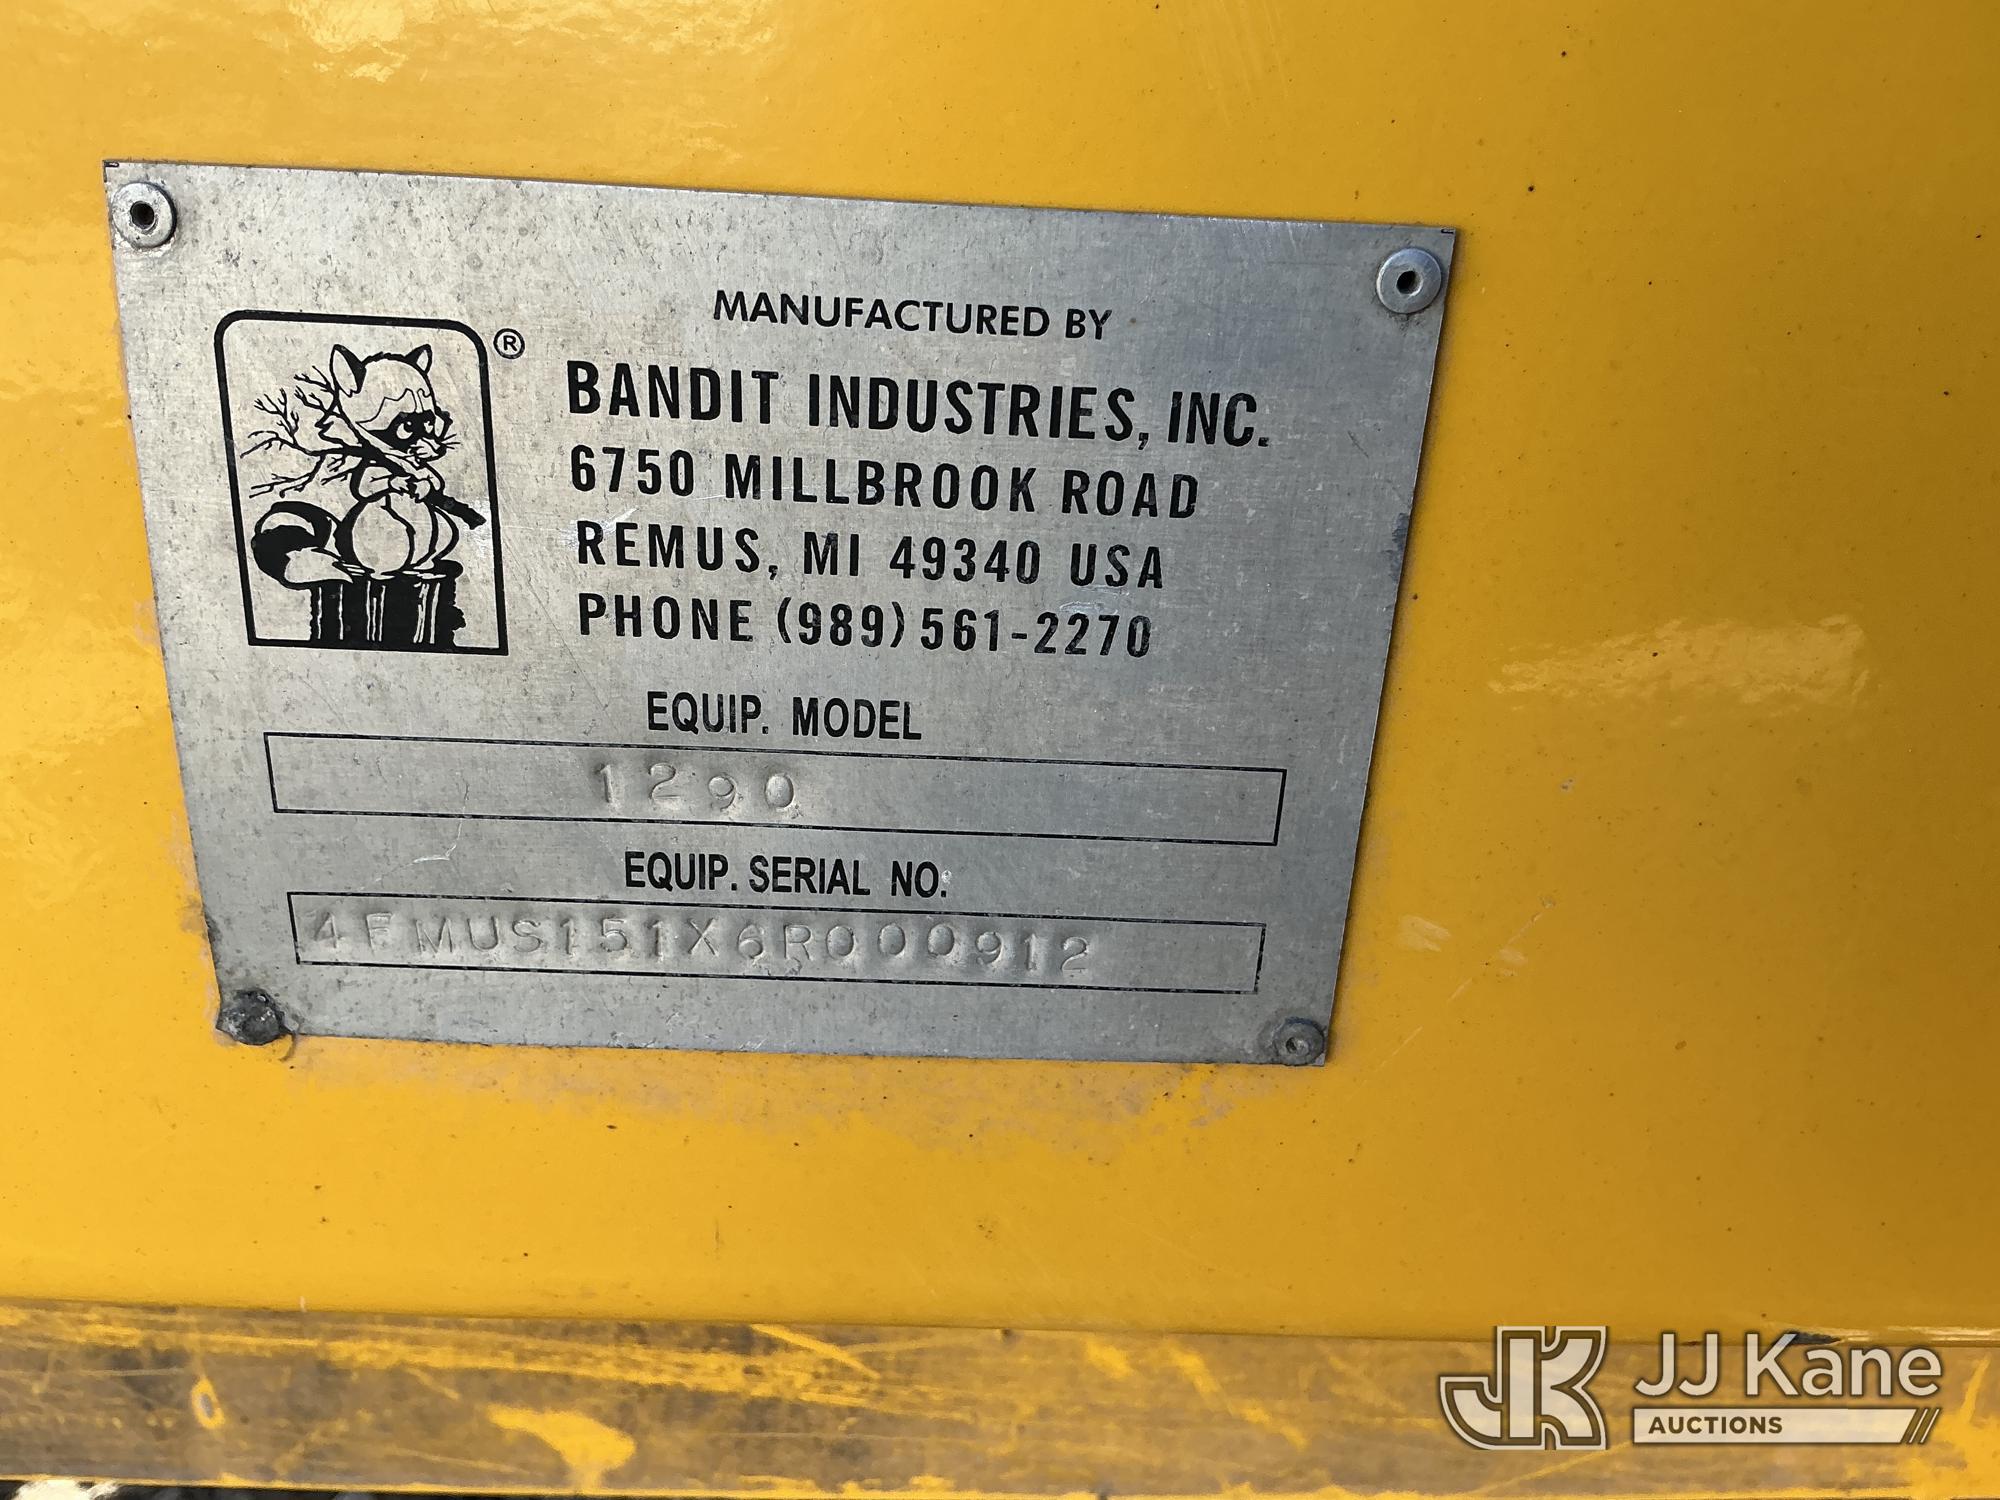 MANUFACTURED BY
®
BANDIT INDUSTRIES, INC.
6750 MILLBROOK ROAD
REMUS, MI 49340 USA
PHONE (989) 561-2270
EQUIP. MODEL
1290
EQUIP. SERIAL NO.
4FMUS151X6R000912
JK JJ Kane
AUCTIONS